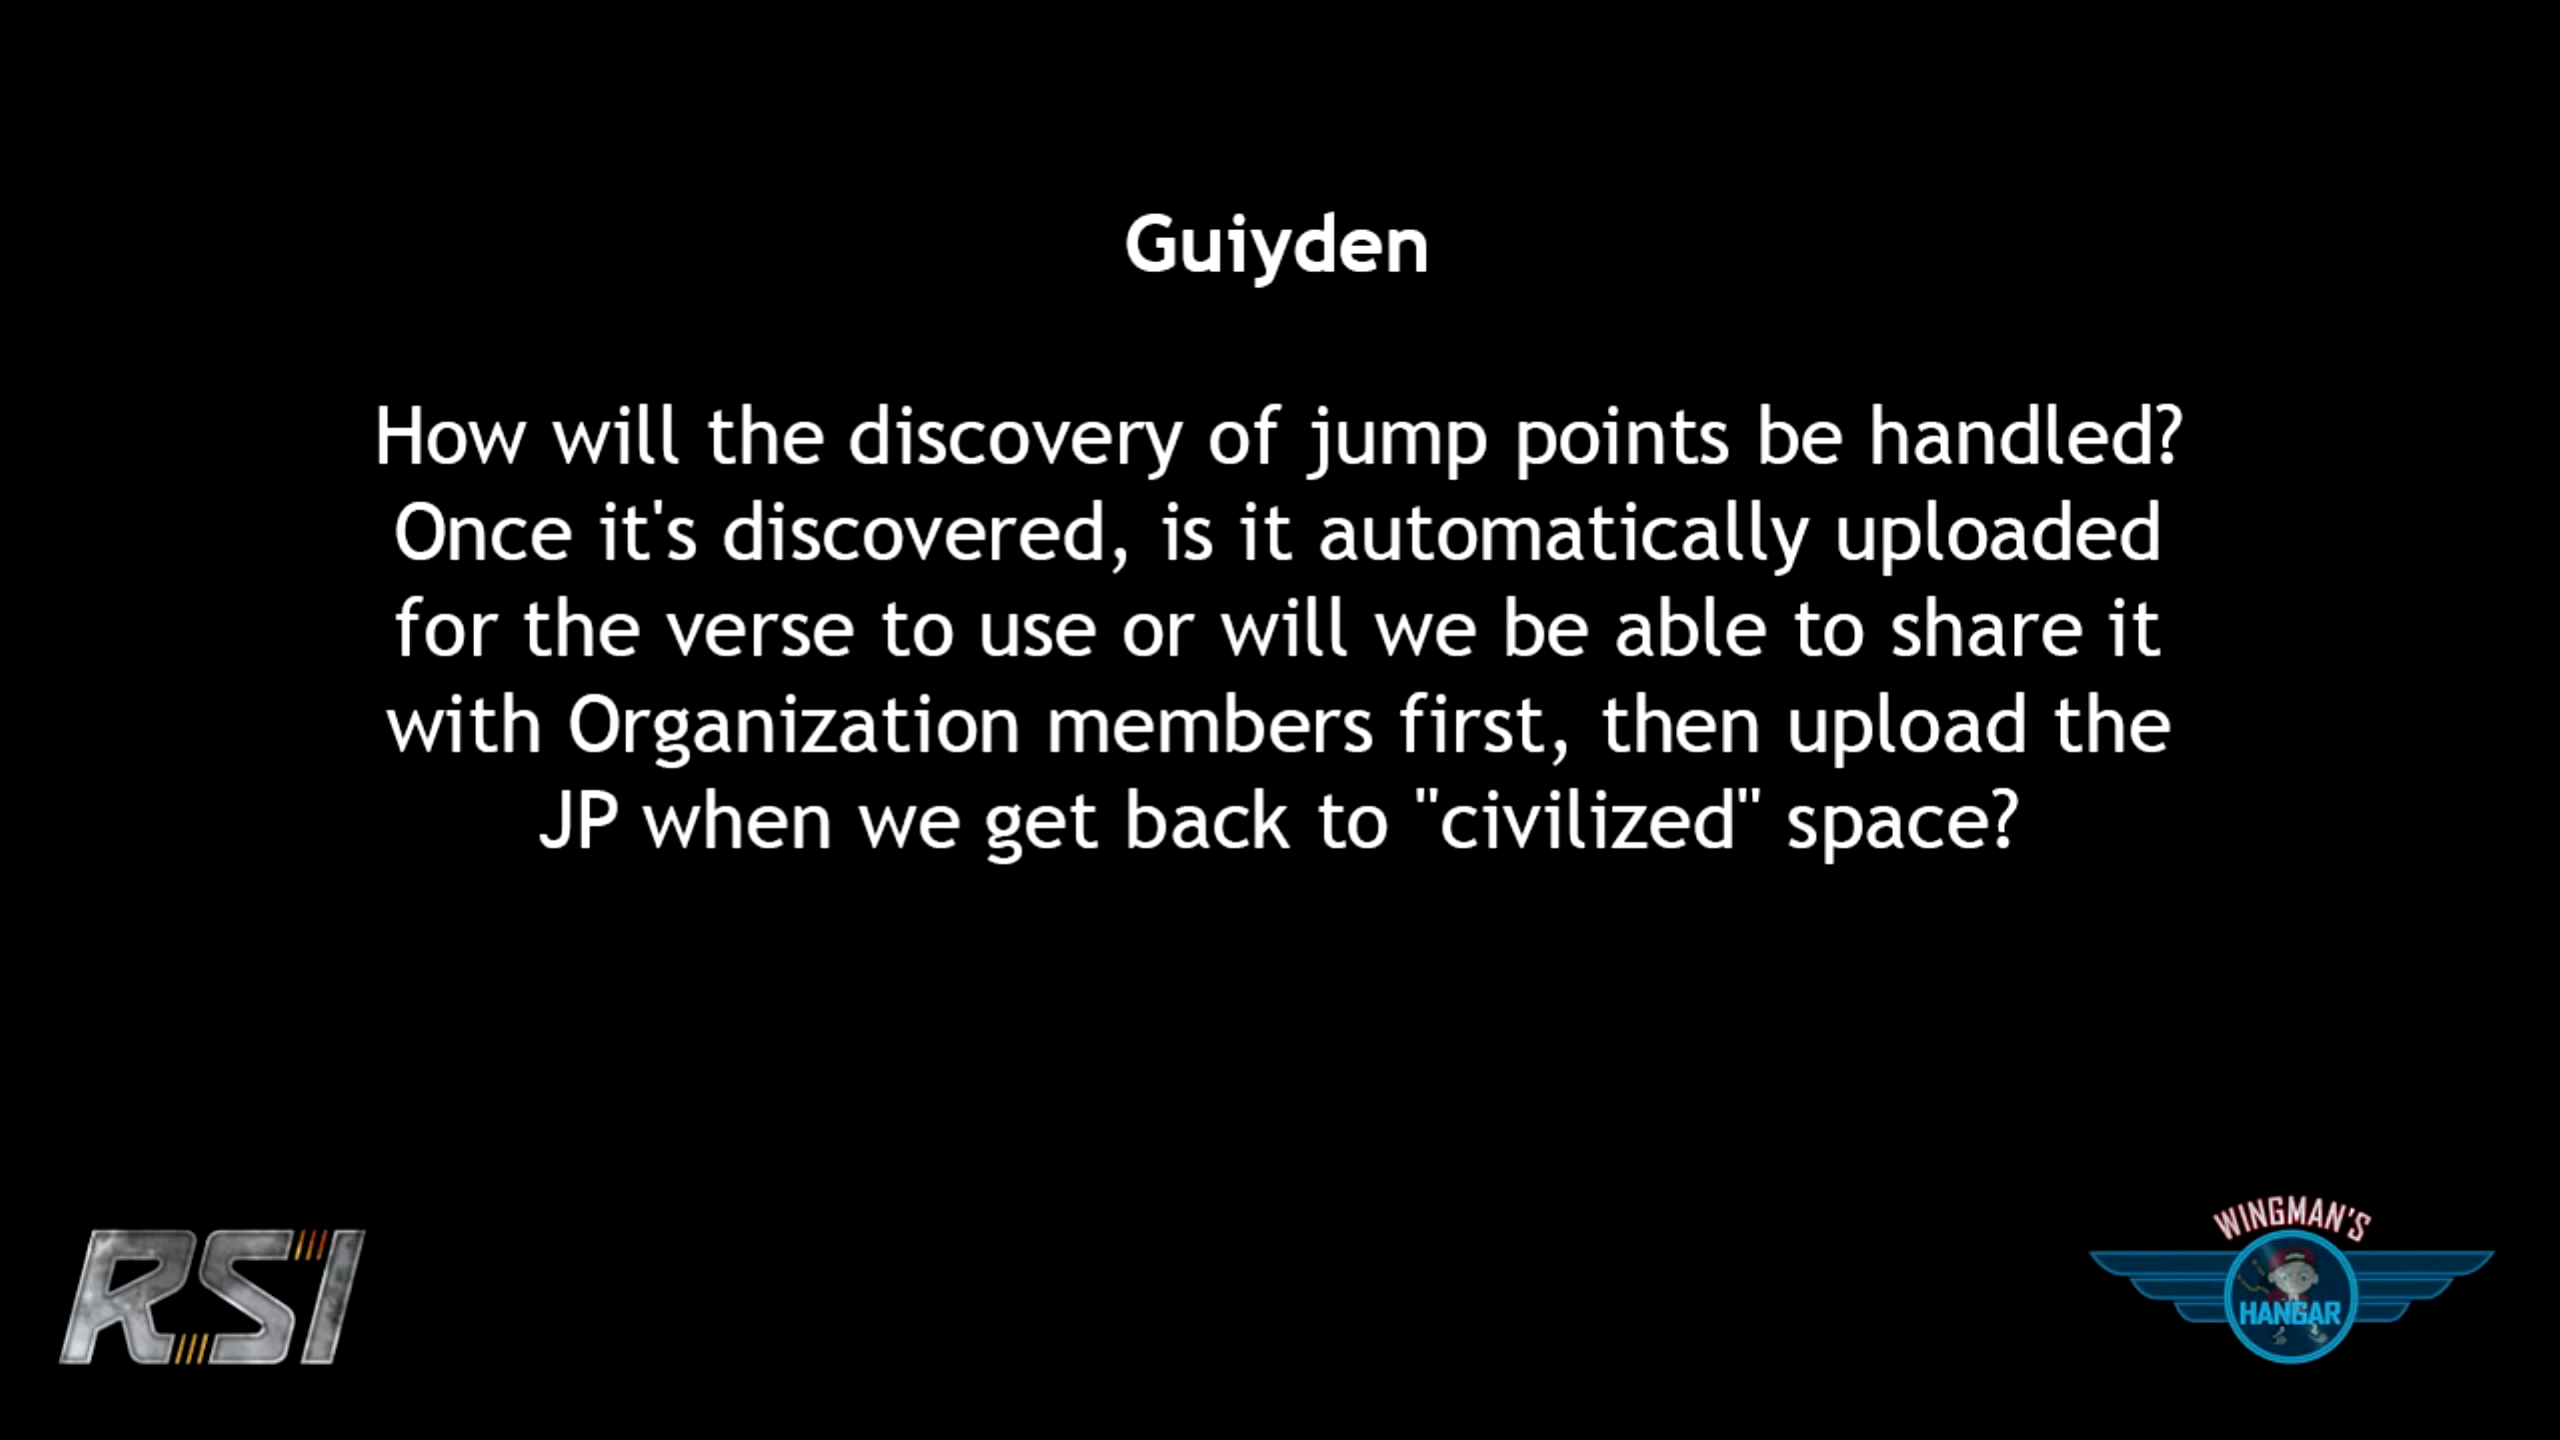 Guiyden
How will the discovery of jump points be handled?
Once it's discovered, is it automatically uploaded
for the verse to use or will we be able to share it
with Organization members first, then upload the
JP when we get back to "civilized" space?
RSI
WINGMAN'S
HANGAR